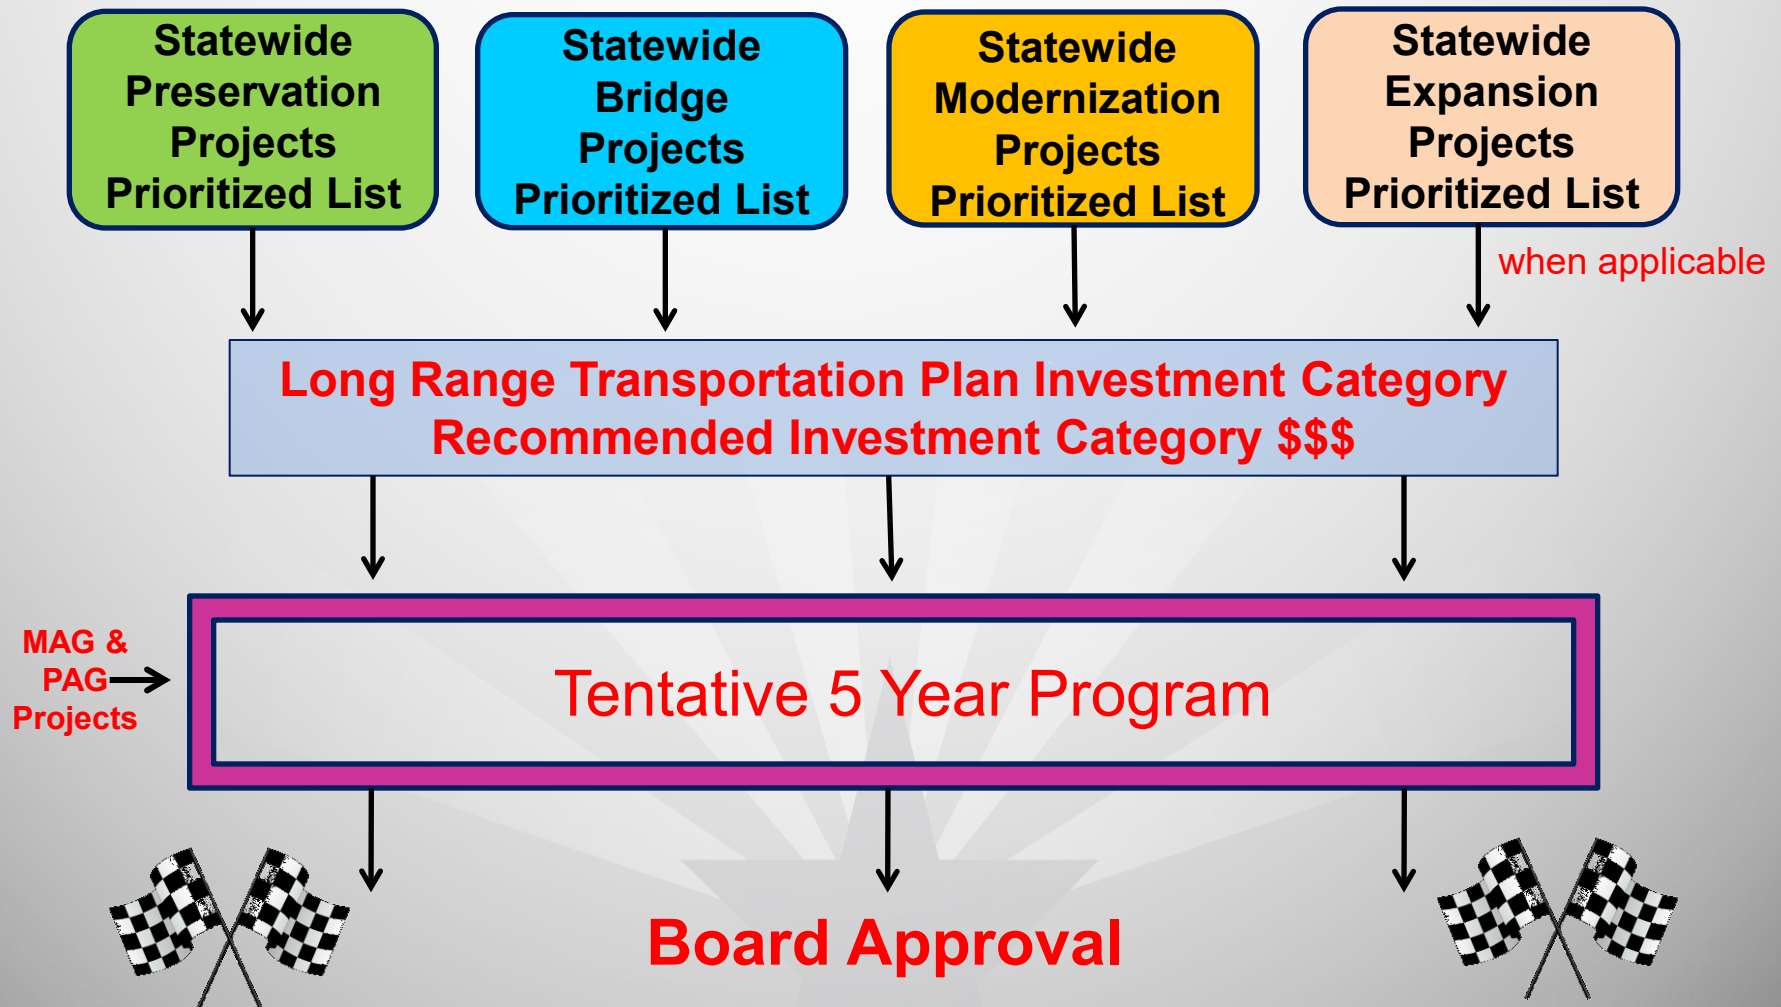 Statewide
Preservation
Projects
Prioritized List
Statewide
Bridge
Projects
Prioritized List
Statewide
Modernization
Projects
Prioritized List
Statewide
Expansion
Projects
Prioritized List
when applicable
Long Range Transportation Plan Investment Category
Recommended Investment Category $$$
MAG &
PAG
Projects
Tentative 5 Year Program
Board Approval